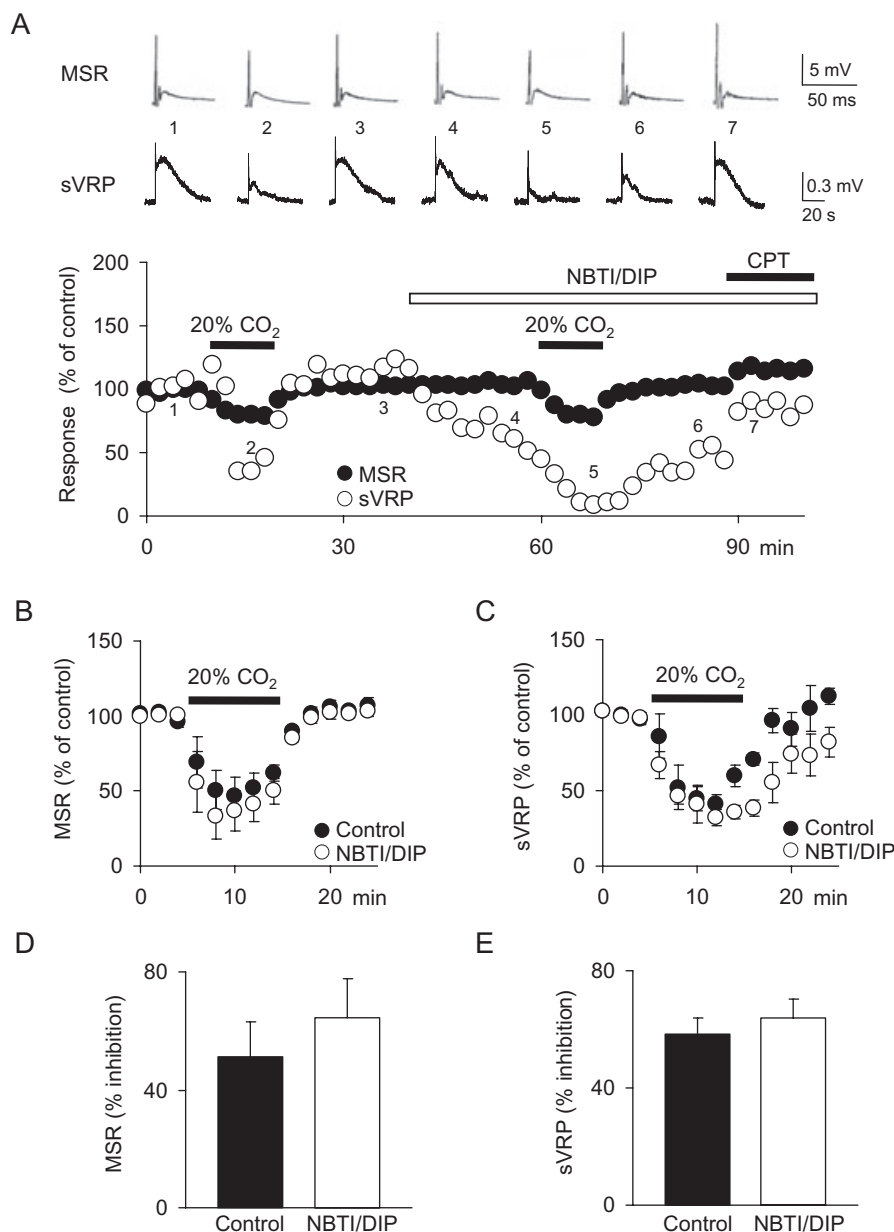 A
MSR
5 mV
50 ms
1 2 3 4 5 6 7
sVRP
0.3 mV
20 s
Response (% of control)
200
150
100
50
0
CPT
NBTI/DIP
20% CO₂
20% CO₂
1
2
3
4
5
6
7
MSR
sVRP
0 30 60 90 min
B
MSR (% of control)
150
100
50
0
20% CO₂
Control
NBTI/DIP
0 10 20 min
C
sVRP (% of control)
150
100
50
0
20% CO₂
Control
NBTI/DIP
0 10 20 min
D
MSR (% inhibition)
80
40
0
Control NBTI/DIP
E
sVRP (% inhibition)
80
40
0
Control NBTI/DIP